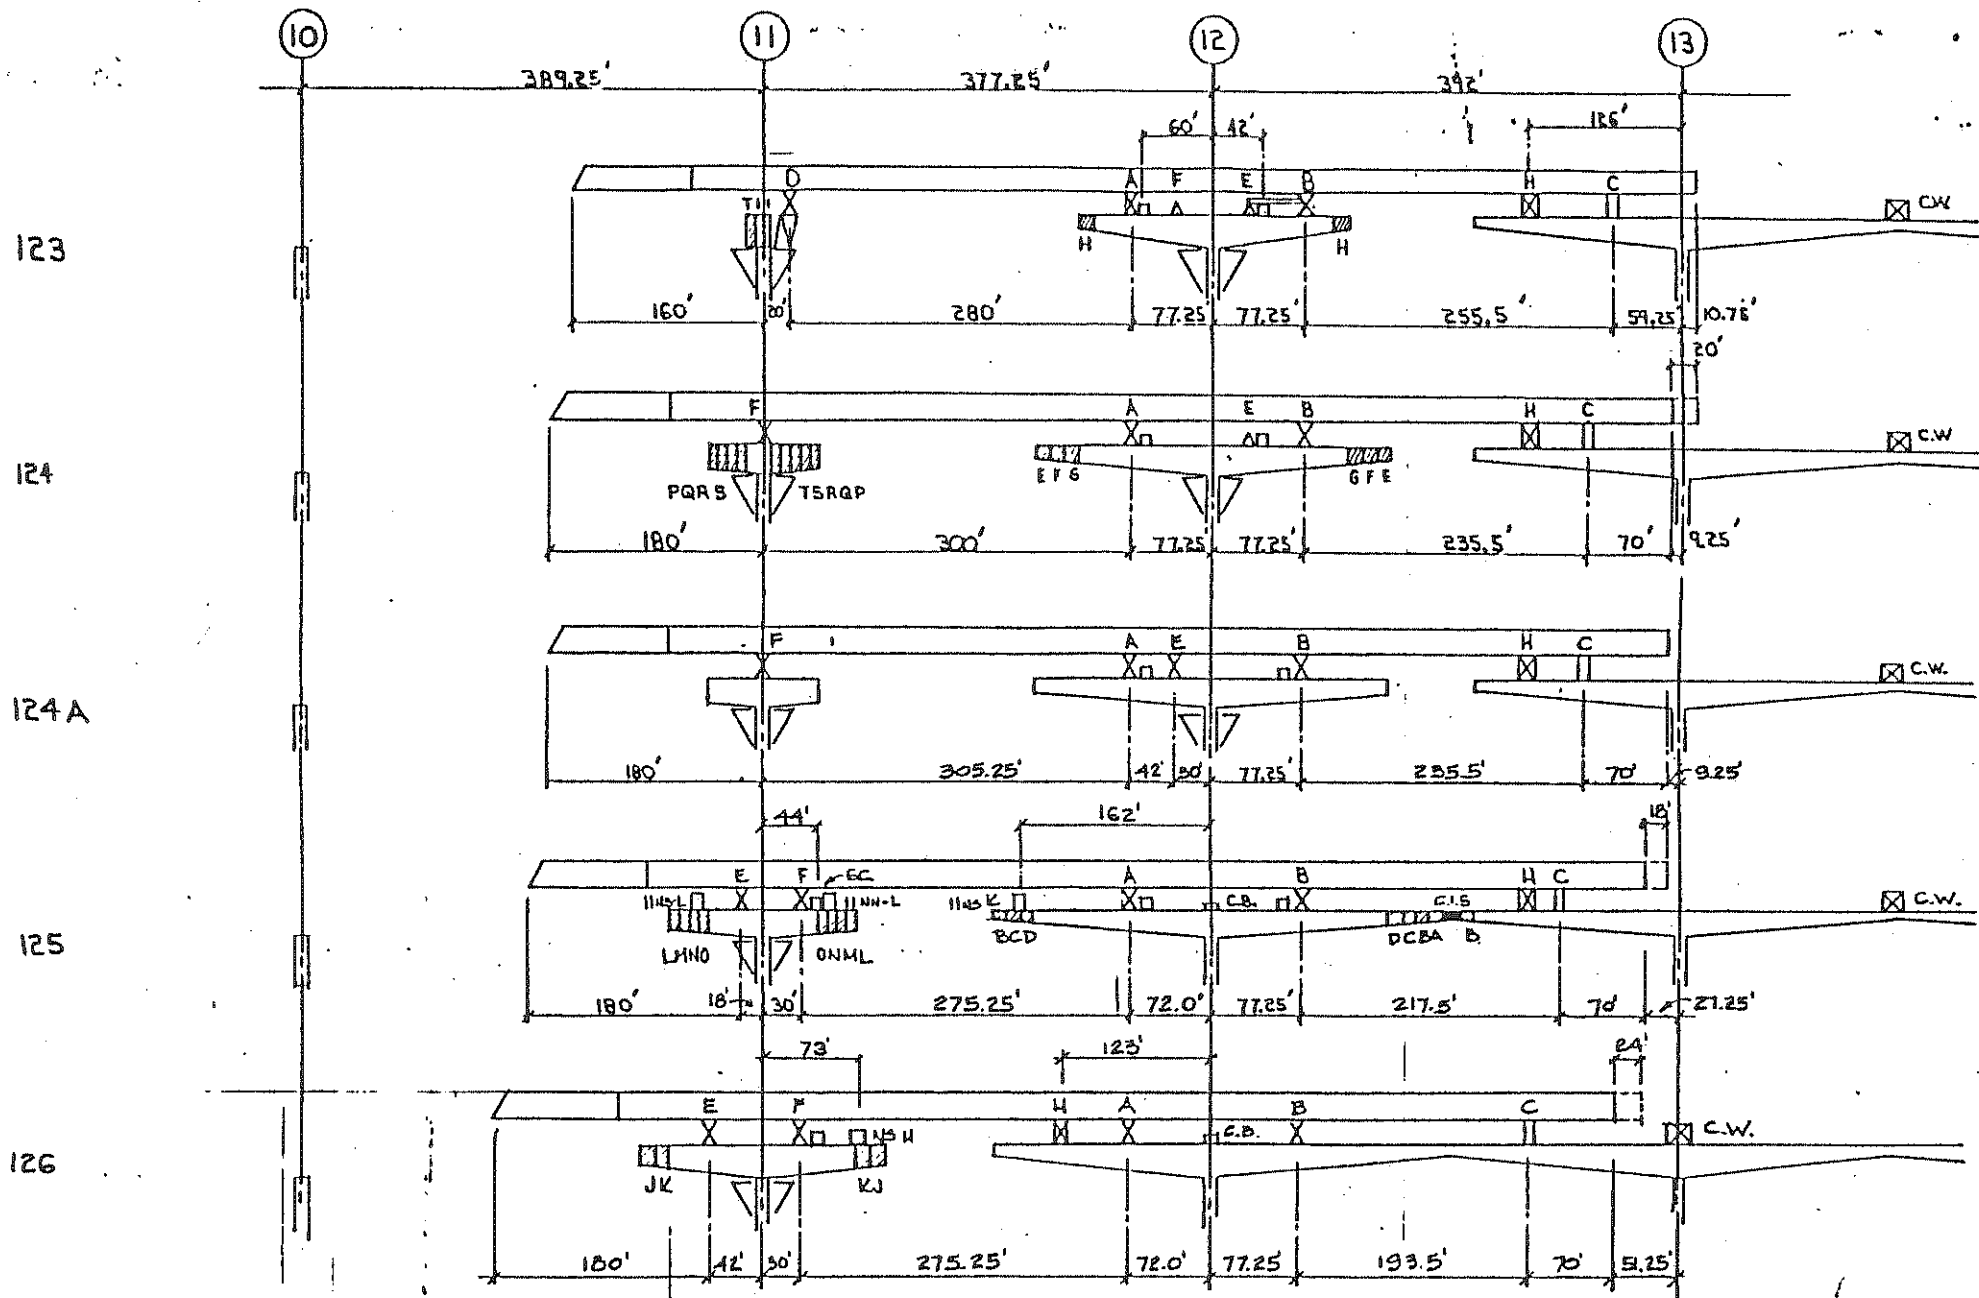 10 11 12 13
389.25' 377.25' 392'
60' 42' 126'
123
D A F E B H C
T C.W.
H H
160' 20' 280' 77.25' 77.25' 255.5' 59.25' 10.75'
20'
124
F A E B H C
C.W
E F G G F E
PQRS TSRQP
180' 300' 77.25' 77.25' 235.5' 70' 9.25'
124A
F A E B H C
C.W.
180' 305.25' 42' 30' 77.25' 235.5' 70' 9.25'
44' 162' 18'
125
E F A B H C
11NS-L 11NN-L 11NS K C.B. C.I.S C.W.
LMNO ONML BCD DCBA B
180' 18' 30' 275.25' 72.0' 77.25' 217.5' 70' 27.25'
73' 123' 24'
126
E F H A B C
NS H C.B. C.W.
JK KJ
180' 42' 30' 275.25' 72.0' 77.25' 193.5' 70' 51.25'